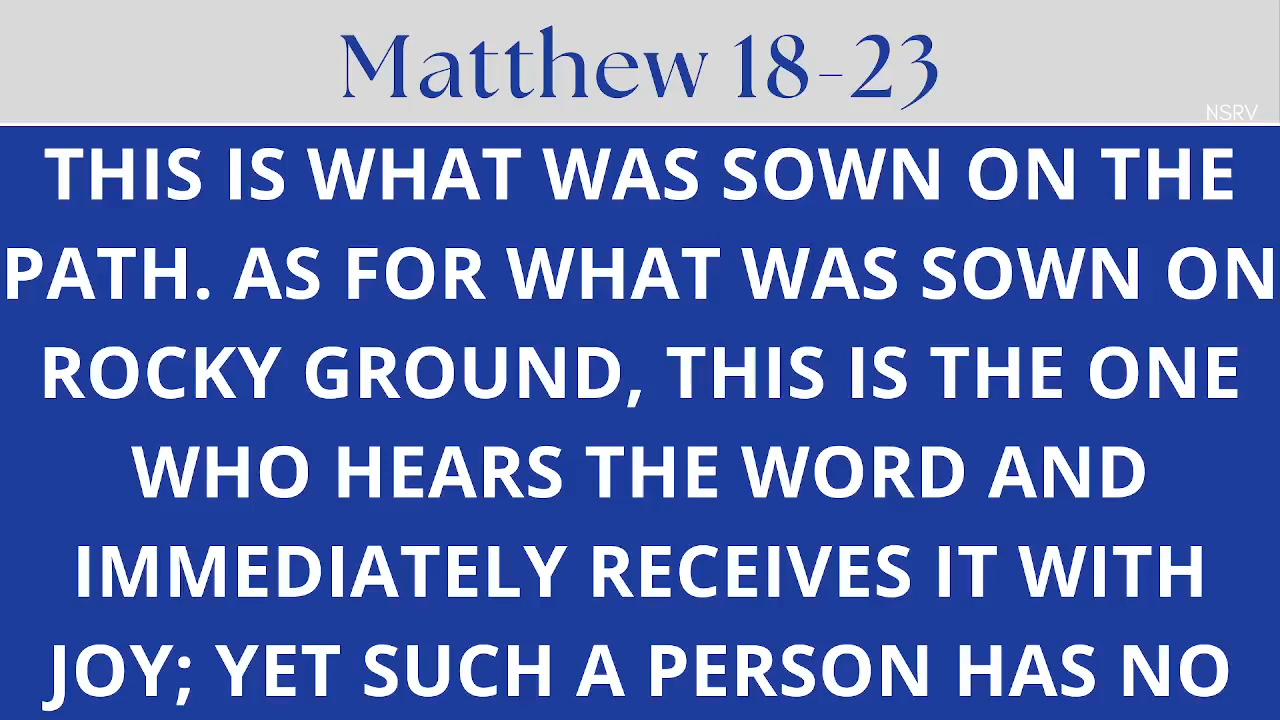 Matthew 18-23
NSRV
THIS IS WHAT WAS SOWN ON THE
PATH. AS FOR WHAT WAS SOWN ON
ROCKY GROUND, THIS IS THE ONE
WHO HEARS THE WORD AND
IMMEDIATELY RECEIVES IT WITH
JOY; YET SUCH A PERSON HAS NO